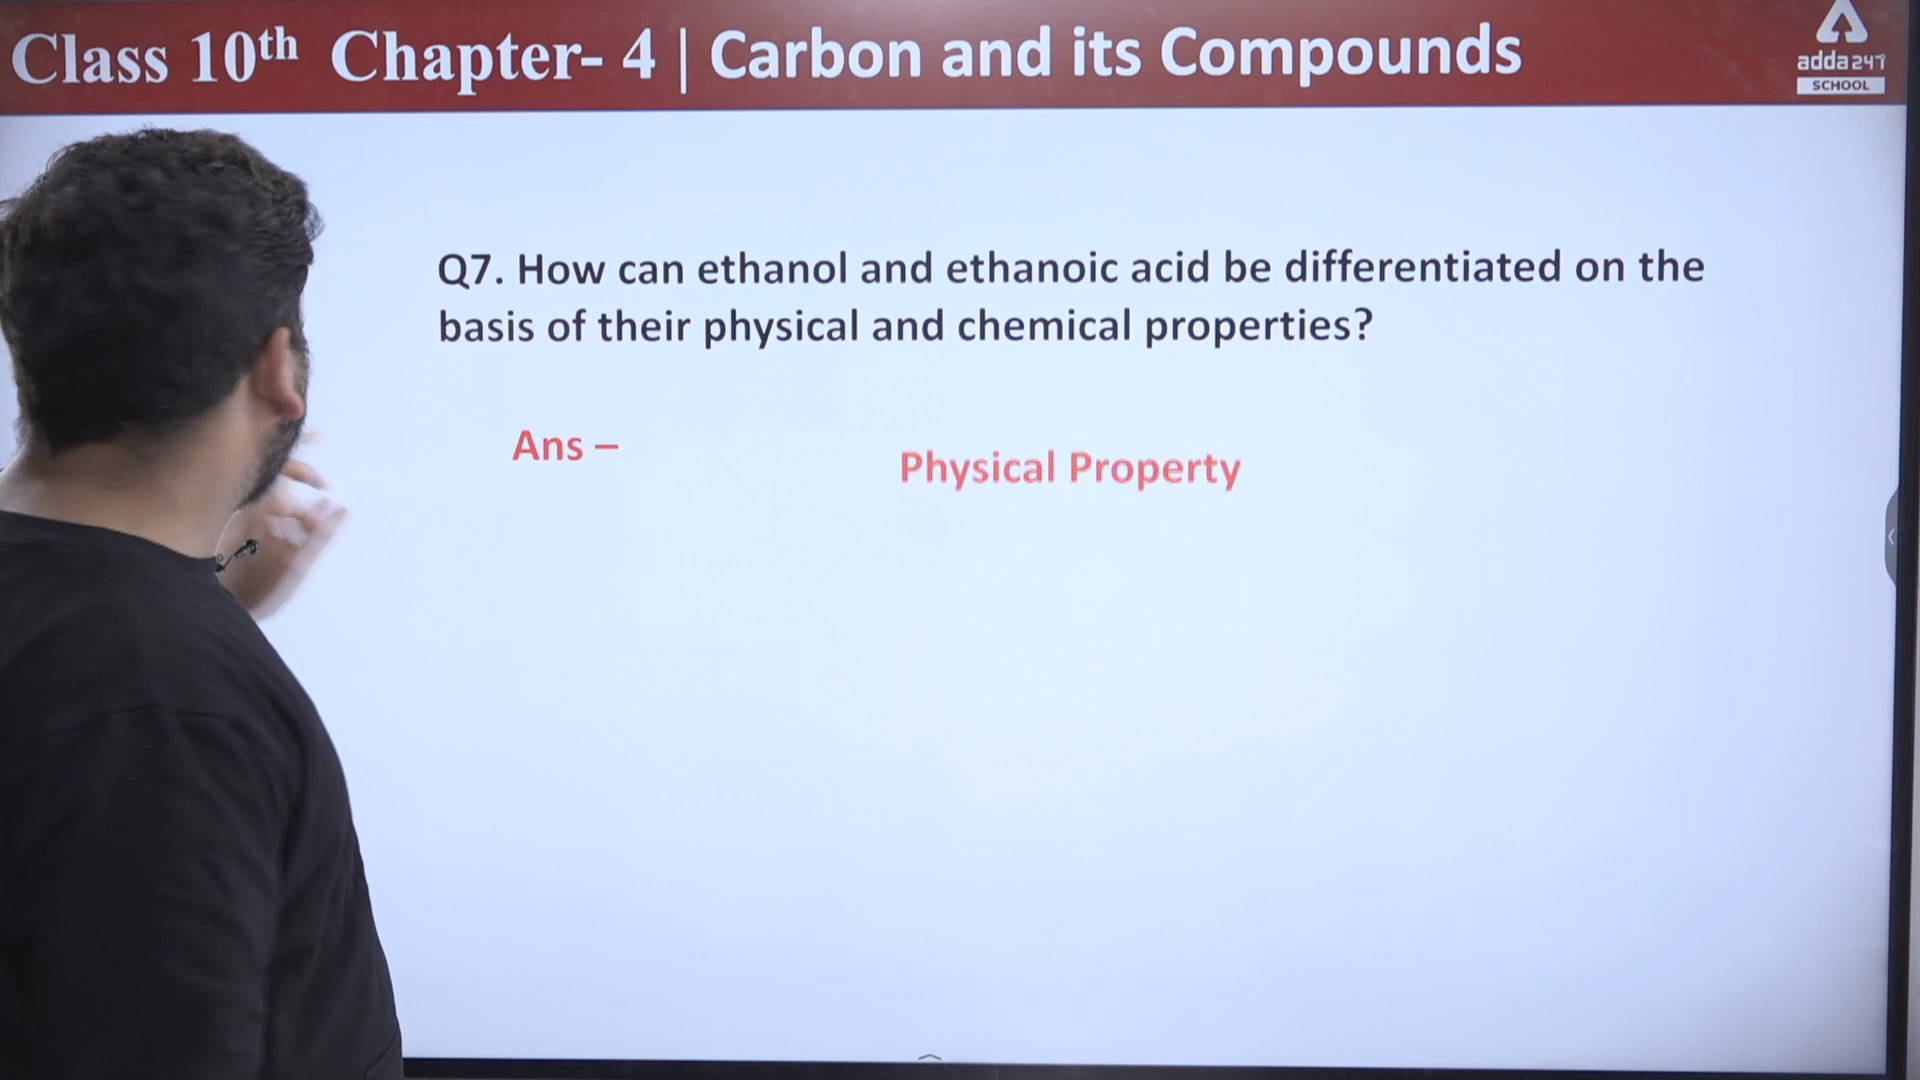 Class 10th Chapter- 4 | Carbon and its Compounds
adda247
SCHOOL
Q7. How can ethanol and ethanoic acid be differentiated on the
basis of their physical and chemical properties?
Ans –
Physical Property